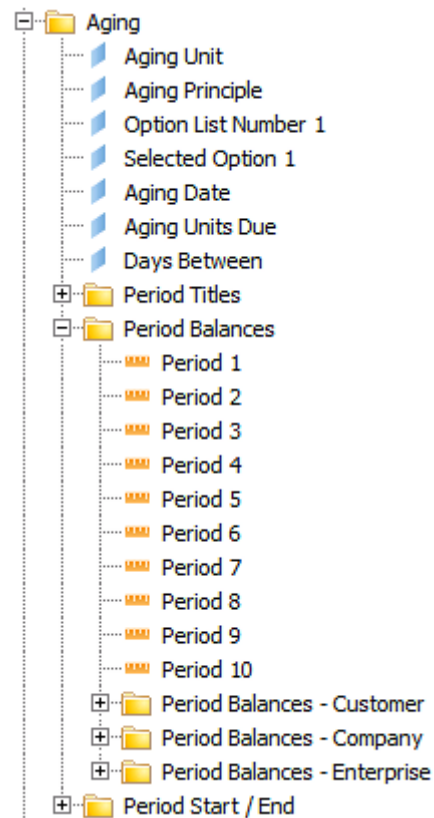 Aging
Aging Unit
Aging Principle
Option List Number 1
Selected Option 1
Aging Date
Aging Units Due
Days Between
Period Titles
Period Balances
Period 1
Period 2
Period 3
Period 4
Period 5
Period 6
Period 7
Period 8
Period 9
Period 10
Period Balances - Customer
Period Balances - Company
Period Balances - Enterprise
Period Start / End